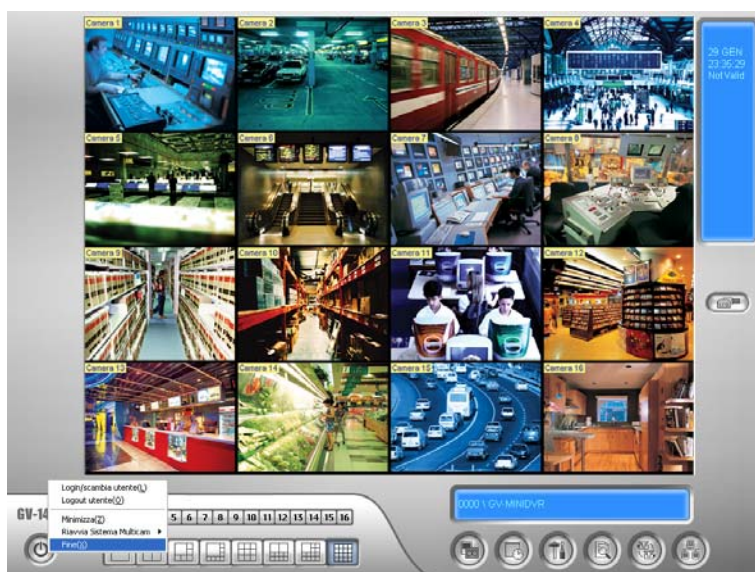 Camera 1
Camera 2
Camera 3
Camera 4
29 GEN
23:35:29
Not Valid
Camera 5
Camera 6
Camera 7
Camera 8
Camera 9
Camera 10
Camera 11
Camera 12
Camera 13
Camera 14
Camera 15
Camera 16
Login/scambia utente(L)
Logout utente(O)
Minimizza(Z)
Riavvia Sistema Multicam
Fine(X)
GV-14
5 6 7 8 9 10 11 12 13 14 15 16
0000 \ GV-MINIDVR